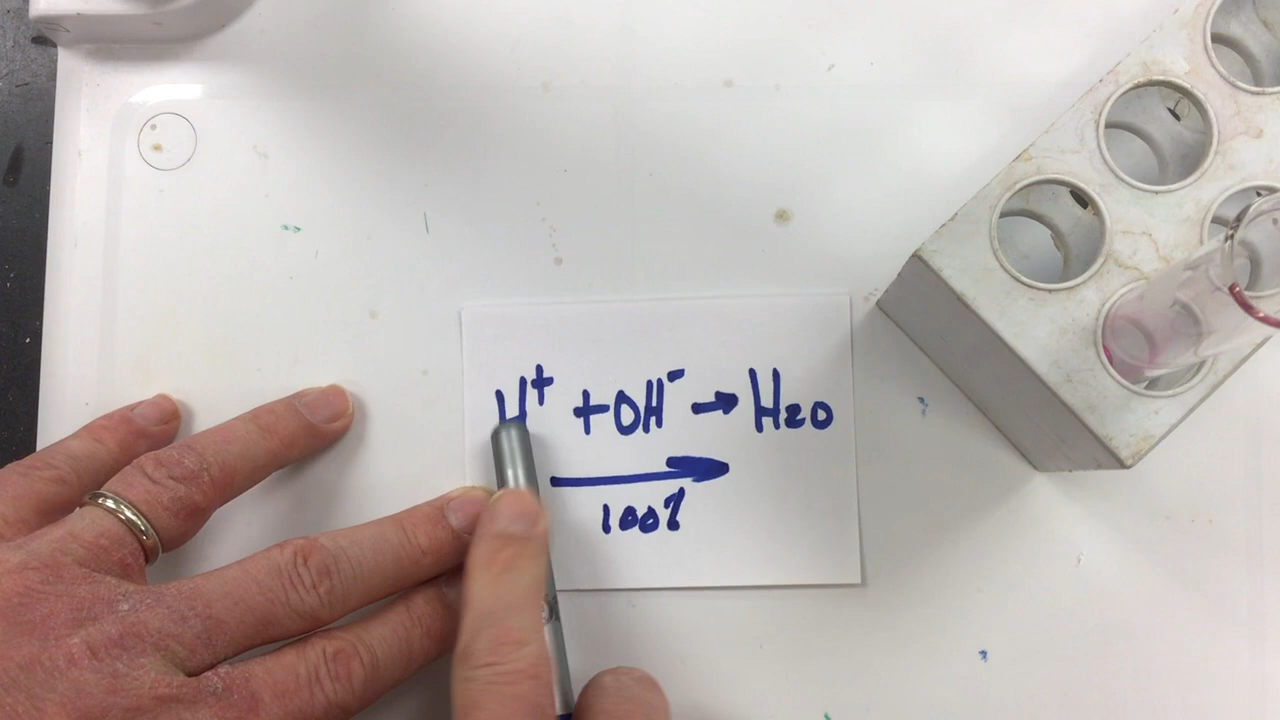 H⁺ + OH⁻ → H₂O
100%